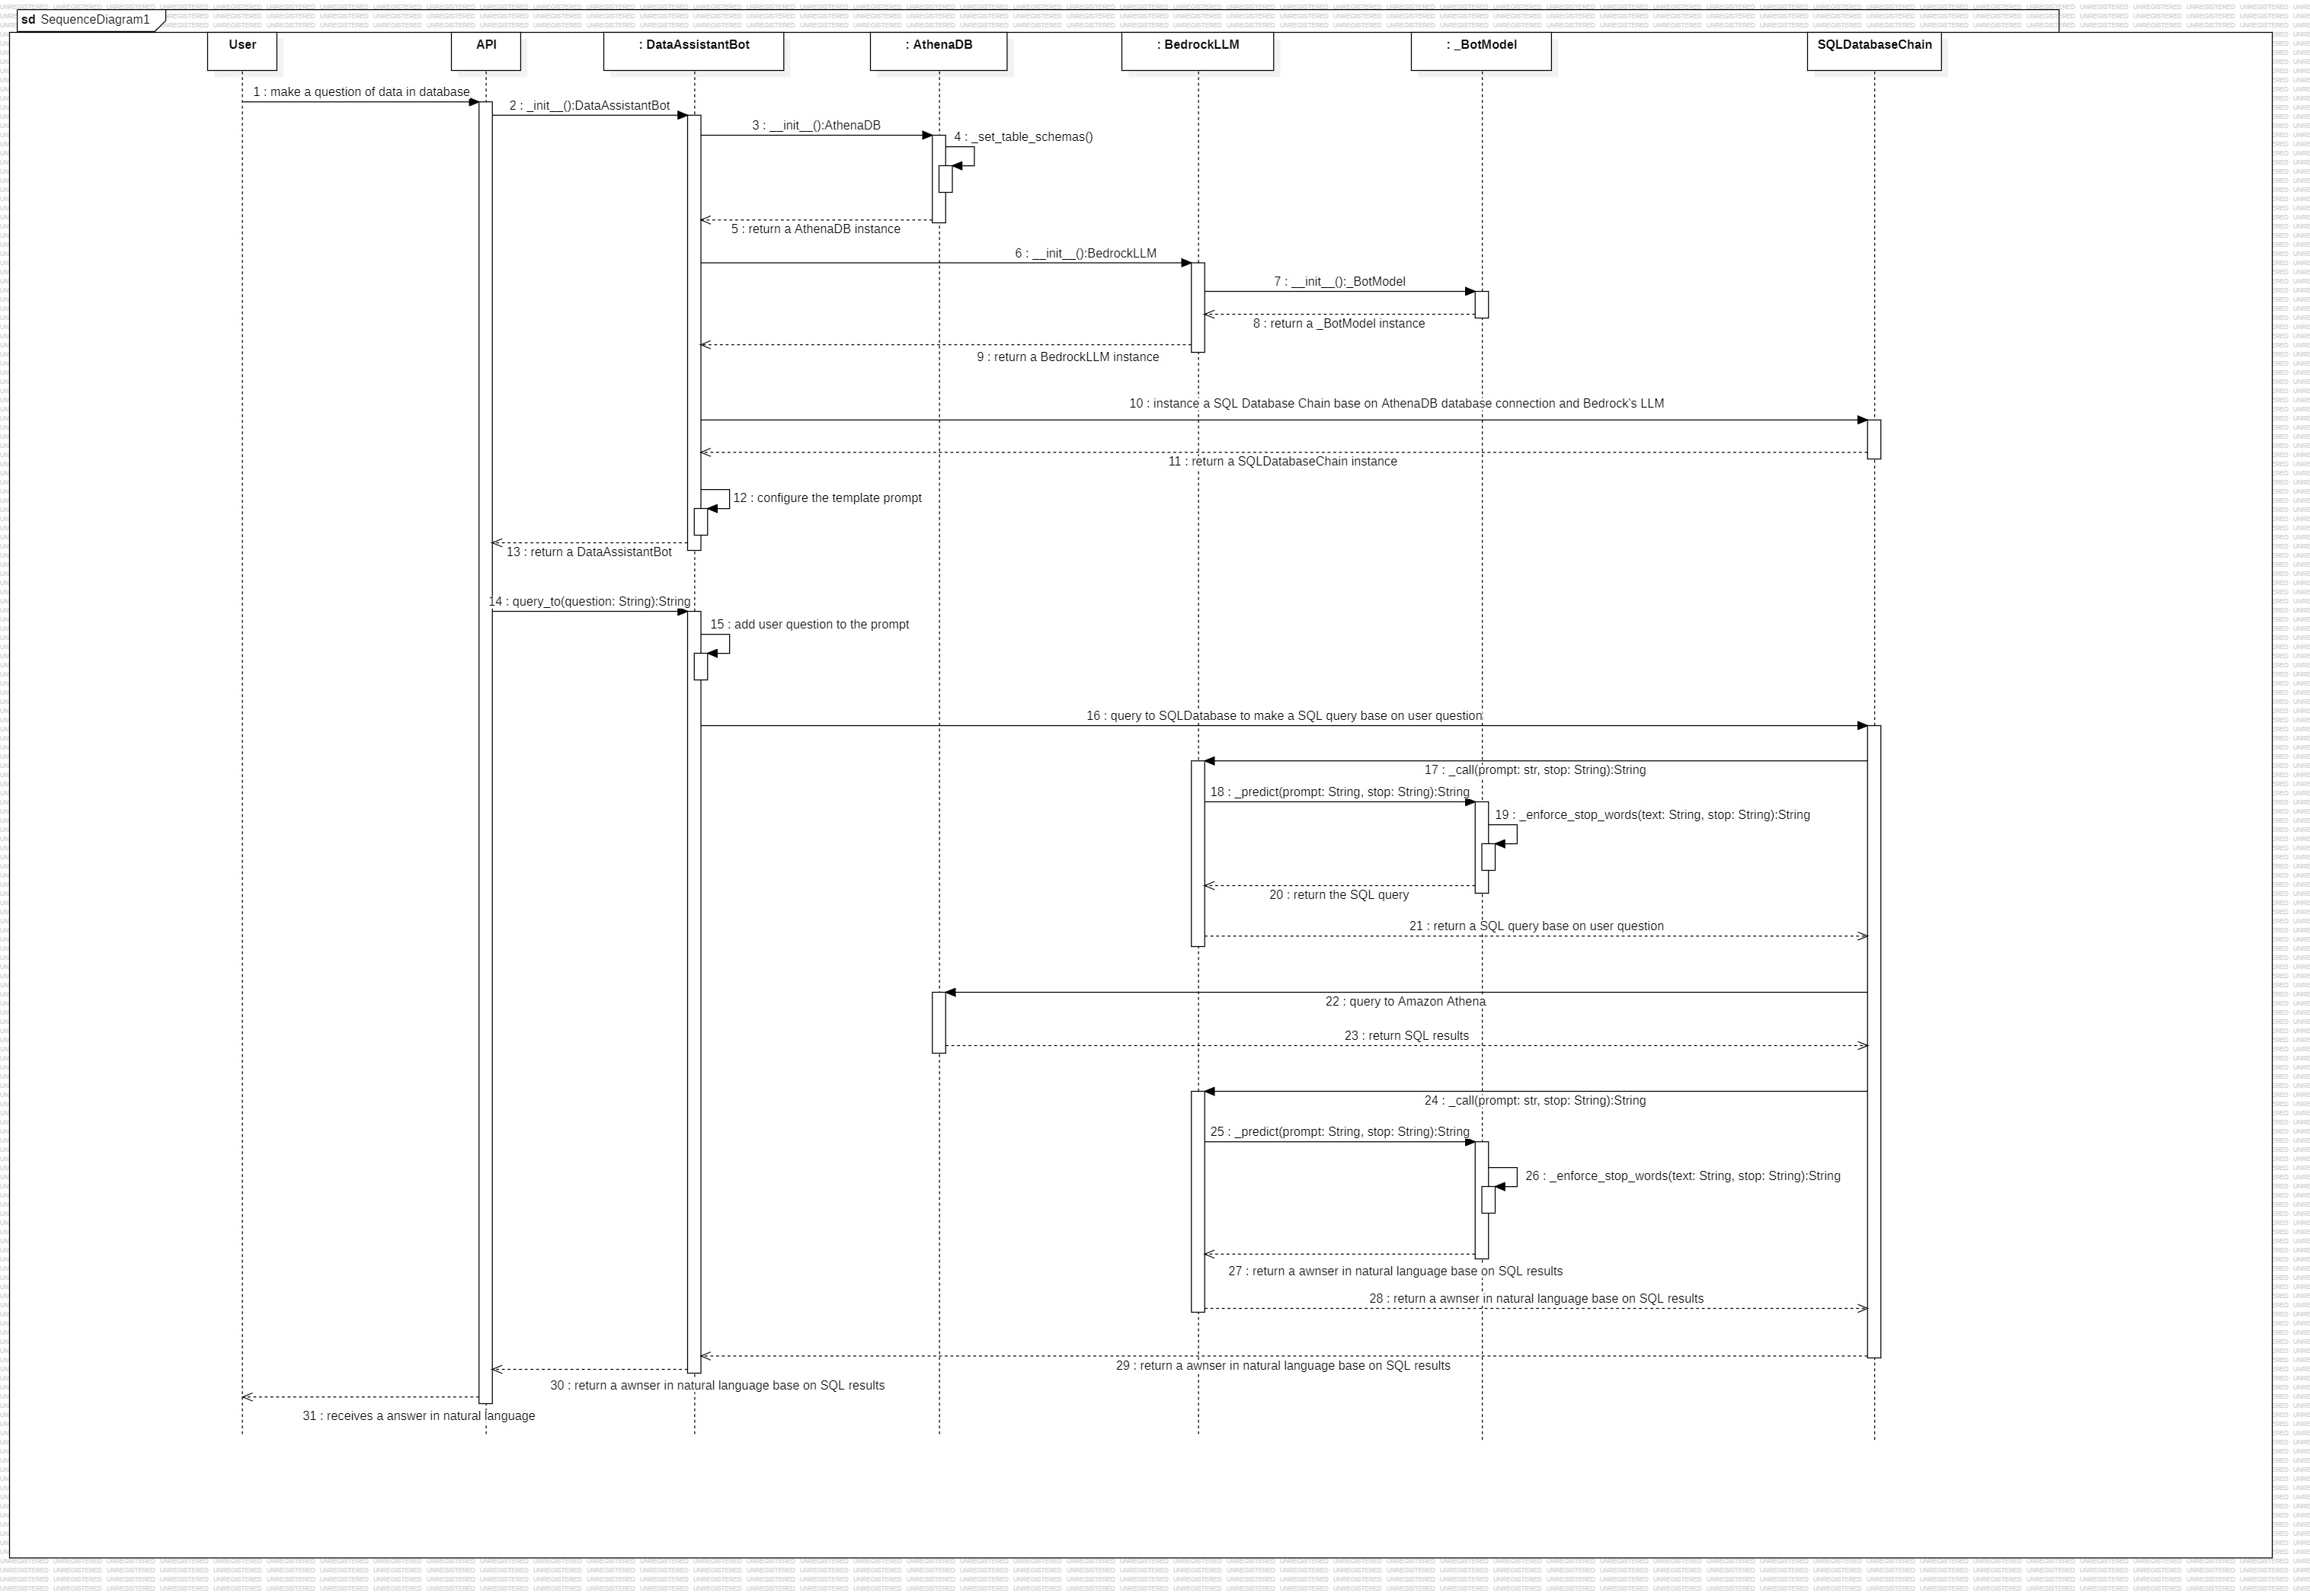 sd SequenceDiagram1
User
API
: DataAssistantBot
: AthenaDB
: BedrockLLM
: _BotModel
SQLDatabaseChain
1 : make a question of data in database
2 : _init__():DataAssistantBot
3 : __init__():AthenaDB
4 : _set_table_schemas()
5 : return a AthenaDB instance
6 : __init__():BedrockLLM
7 : __init__():_BotModel
8 : return a _BotModel instance
9 : return a BedrockLLM instance
10 : instance a SQL Database Chain base on AthenaDB database connection and Bedrock's LLM
11 : return a SQLDatabaseChain instance
12 : configure the template prompt
13 : return a DataAssistantBot
14 : query_to(question: String):String
15 : add user question to the prompt
16 : query to SQLDatabase to make a SQL query base on user question
17 : _call(prompt: str, stop: String):String
18 : _predict(prompt: String, stop: String):String
19 : _enforce_stop_words(text: String, stop: String):String
20 : return the SQL query
21 : return a SQL query base on user question
22 : query to Amazon Athena
23 : return SQL results
24 : _call(prompt: str, stop: String):String
25 : _predict(prompt: String, stop: String):String
26 : _enforce_stop_words(text: String, stop: String):String
27 : return a awnser in natural language base on SQL results
28 : return a awnser in natural language base on SQL results
29 : return a awnser in natural language base on SQL results
30 : return a awnser in natural language base on SQL results
31 : receives a answer in natural language